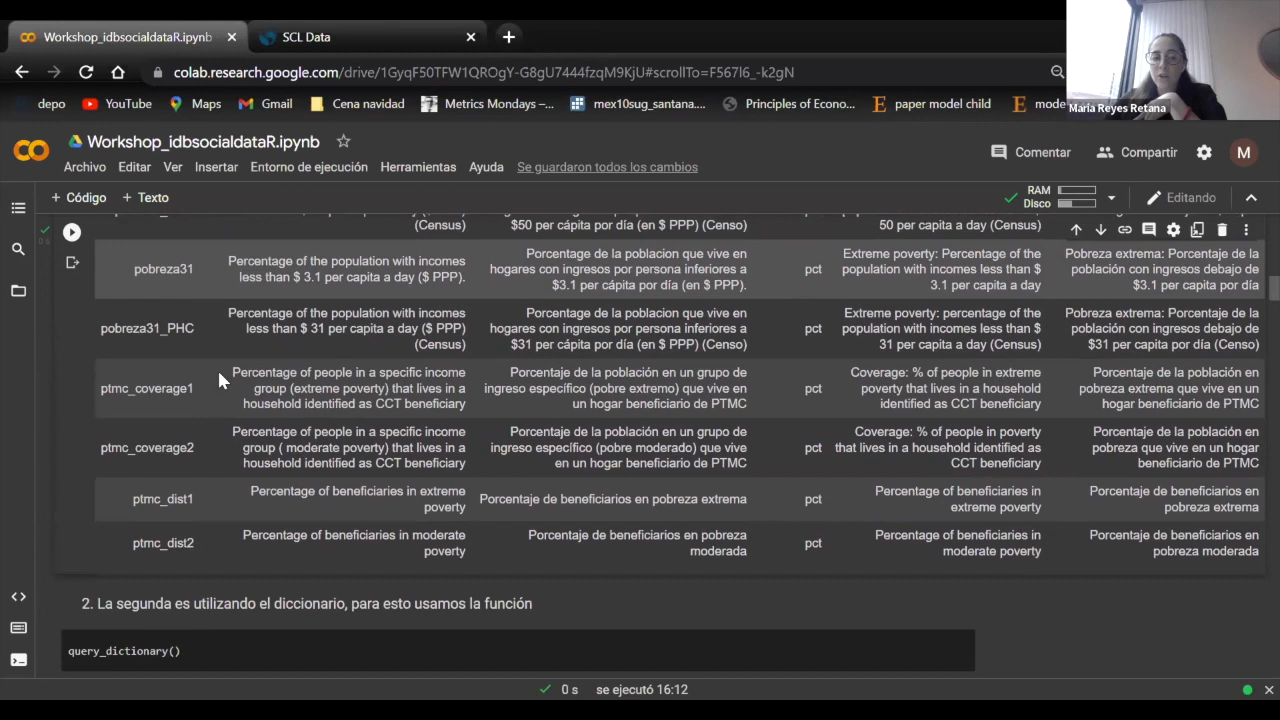 Workshop_idbsocialdataR.ipynb
SCL Data
colab.research.google.com/drive/1GyqF50TFW1QROgY-G8gU7444fzqM9KjU#scrollTo=F567l6_-k2gN
depo
YouTube
Maps
Gmail
Cena navidad
Metrics Mondays –...
mex10sug_santana....
Principles of Econo...
paper model child
Maria Reyes Retana
Workshop_idbsocialdataR.ipynb
Comentar
Compartir
M
Archivo
Editar
Ver
Insertar
Entorno de ejecución
Herramientas
Ayuda
Se guardaron todos los cambios
+ Código
+ Texto
RAM
Disco
Editando
$50 por cápita por día (en $ PPP) (Censo)
50 per capita a day (Census)
pobreza31
Percentage of the population with incomes
less than $ 3.1 per capita a day ($ PPP).
Porcentaje de la poblacion que vive en
hogares con ingresos por persona inferiores a
$3.1 per cápita por día (en $ PPP).
pct
Extreme poverty: Percentage of the
population with incomes less than $
3.1 per capita a day
Pobreza extrema: Porcentaje de la
población con ingresos debajo de
$3.1 per capita por día
pobreza31_PHC
Percentage of the population with incomes
less than $ 31 per capita a day ($ PPP)
(Census)
Porcentaje de la poblacion que vive en
hogares con ingresos por persona inferiores a
$31 per cápita por día (en $ PPP) (Censo)
pct
Extreme poverty: percentage of the
population with incomes less than $
31 per capita a day
Pobreza extrema: Porcentaje de la
población con ingresos debajo de
$31 per capita por día (Censo)
ptmc_coverage1
Percentage of people in a specific income
group (extreme poverty) that lives in a
household identified as CCT beneficiary
Porcentaje de la población en un grupo de
ingreso específico (pobre extremo) que vive en
un hogar beneficiario de PTMC
pct
Coverage: % of people in extreme
poverty that lives in a household
identified as CCT beneficiary
Porcentaje de la población en
pobreza extrema que vive en un
hogar beneficiario de PTMC
ptmc_coverage2
Percentage of people in a specific income
group ( moderate poverty) that lives in a
household identified as CCT beneficiary
Porcentaje de la población en un grupo de
ingreso específico (pobre moderado) que vive
en un hogar beneficiario de PTMC
pct
Coverage: % of people in poverty
that lives in a household identified as
CCT beneficiary
Porcentaje de la población en
pobreza que vive en un hogar
beneficiario de PTMC
ptmc_dist1
Percentage of beneficiaries in extreme
poverty
Porcentaje de beneficiarios en pobreza extrema
pct
Percentage of beneficiaries in
extreme poverty
Porcentaje de beneficiarios en
pobreza extrema
ptmc_dist2
Percentage of beneficiaries in moderate
poverty
Porcentaje de beneficiarios en pobreza
moderada
pct
Percentage of beneficiaries in
moderate poverty
Porcentaje de beneficiarios en
pobreza moderada
2. La segunda es utilizando el diccionario, para esto usamos la función
query_dictionary()
0 s se ejecutó 16:12